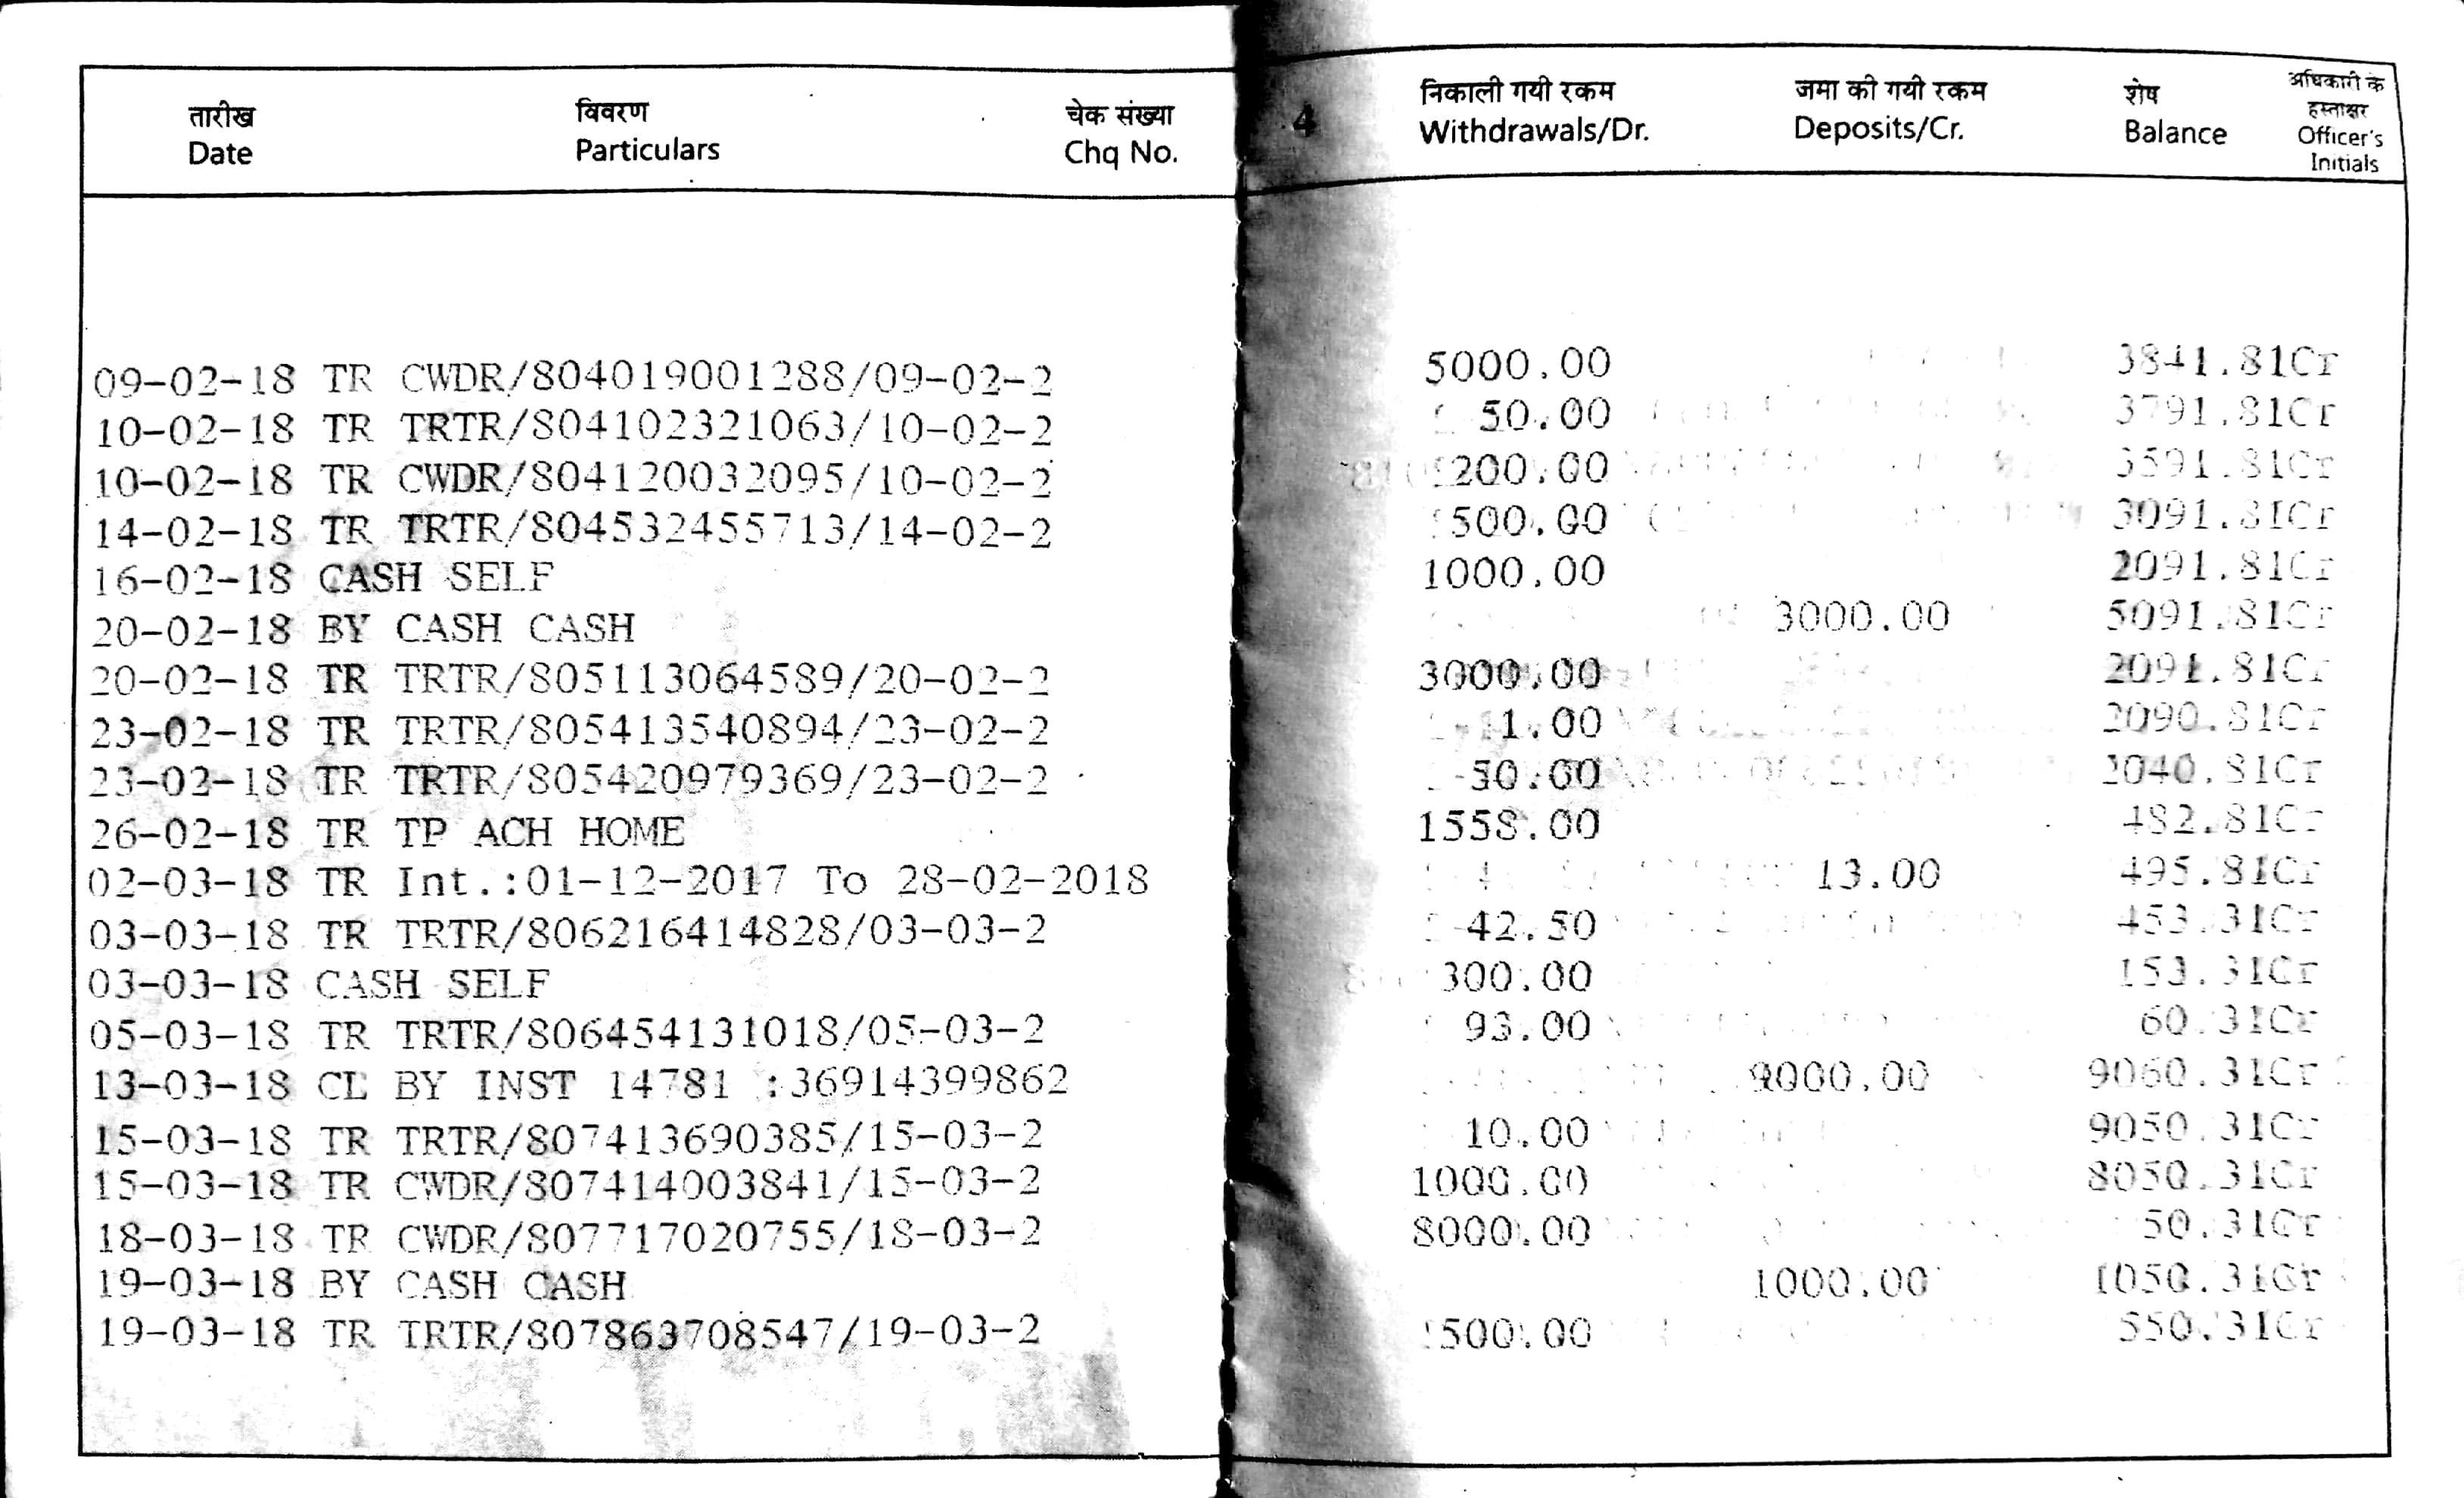 तारीख विवरण चेक संख्या 4 निकाली गयी रकम जमा की गयी रकम शेष अधिकारी के हस्ताक्षर
Date Particulars Chq No. Withdrawals/Dr. Deposits/Cr. Balance Officer's Initials
09-02-18 TR CWDR/804019001288/09-02-2 5000.00 3841.81Cr
10-02-18 TR TRTR/804102321063/10-02-2 50.00 3791.81Cr
10-02-18 TR CWDR/804120032095/10-02-2 200.00 3591.81Cr
14-02-18 TR TRTR/804532455713/14-02-2 500.00 3091.81Cr
16-02-18 CASH SELF 1000.00 2091.81Cr
20-02-18 BY CASH CASH 3000.00 5091.81Cr
20-02-18 TR TRTR/805113064589/20-02-2 3000.00 2091.81Cr
23-02-18 TR TRTR/805413540894/23-02-2 1.00 2090.81Cr
23-02-18 TR TRTR/805420979369/23-02-2 50.00 2040.81Cr
26-02-18 TR TP ACH HOME 1558.00 482.81Cr
02-03-18 TR Int.:01-12-2017 To 28-02-2018 13.00 495.81Cr
03-03-18 TR TRTR/806216414828/03-03-2 42.50 453.31Cr
03-03-18 CASH SELF 300.00 153.31Cr
05-03-18 TR TRTR/806454131018/05-03-2 93.00 60.31Cr
13-03-18 CL BY INST 14781 :36914399862 9000.00 9060.31Cr
15-03-18 TR TRTR/807413690385/15-03-2 10.00 9050.31Cr
15-03-18 TR CWDR/807414003841/15-03-2 1000.00 8050.31Cr
18-03-18 TR CWDR/807717020755/18-03-2 8000.00 50.31Cr
19-03-18 BY CASH CASH 1000.00 1050.31Cr
19-03-18 TR TRTR/807863708547/19-03-2 500.00 550.31Cr